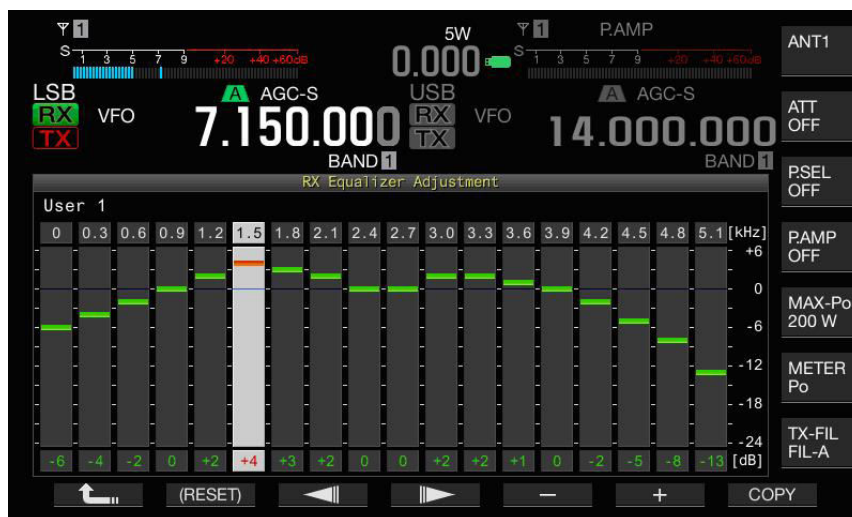 1 5W 1 P.AMP ANT1
S 1 3 5 7 9 +20 +40 +60dB 0.000 S 1 3 5 7 9 +20 +40 +60dB
LSB A AGC-S USB A AGC-S ATT
RX VFO 7.150.000 RX VFO 14.000.000 OFF
TX TX
BAND 1 BAND 1
RX Equalizer Adjustment P.SEL
OFF
User 1
0 0.3 0.6 0.9 1.2 1.5 1.8 2.1 2.4 2.7 3.0 3.3 3.6 3.9 4.2 4.5 4.8 5.1 [kHz] P.AMP
+6 OFF
0
MAX-Po
-6 200 W
-12 METER
Po
-18
-24 TX-FIL
-6 -4 -2 0 +2 +4 +3 +2 0 0 +2 +2 +1 0 -2 -5 -8 -13 [dB] FIL-A
(RESET) − + COPY